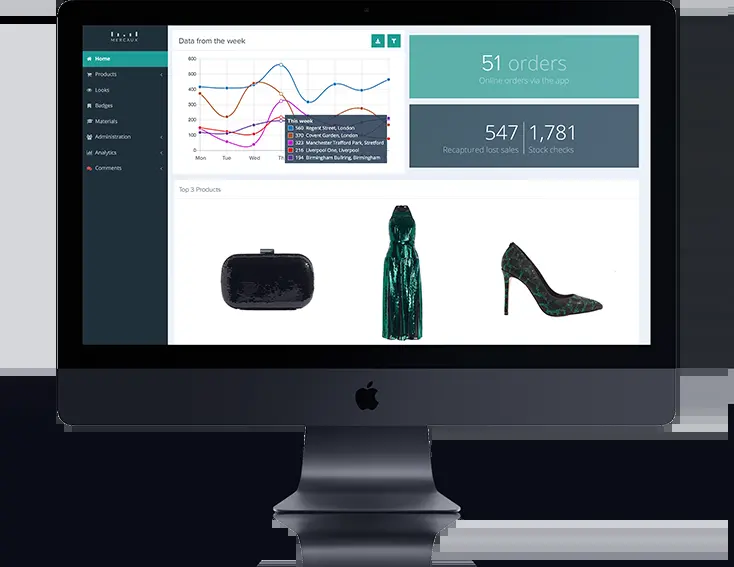 MERCAUX
Home
Products
Looks
Badges
Materials
Administration
Analytics
Comments
Data from the week
600
500
400
300
200
100
0
Mon
Tue
Wed
Th
This week
560 Regent Street, London
370 Covent Garden, London
323 Manchester Trafford Park, Stretford
216 Liverpool One, Liverpool
194 Birmingham Bullring, Birmingham
51 orders
Online orders via the app
547 1,781
Recaptured lost sales Stock checks
Top 3 Products